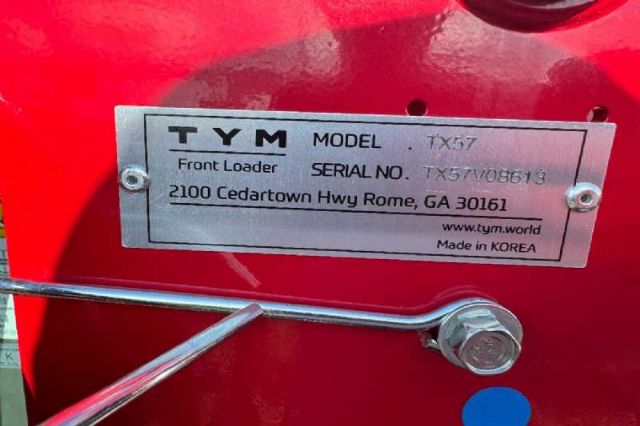 TYM MODEL . TX57
Front Loader SERIAL NO. TX57V08613
2100 Cedartown Hwy Rome, GA 30161
www.tym.world
Made in KOREA